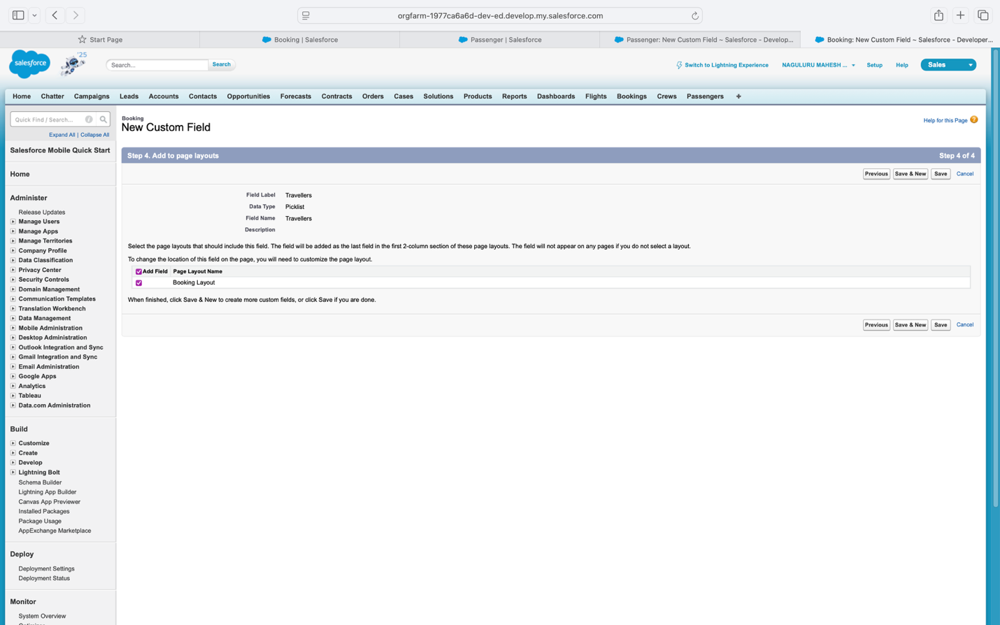 orgfarm-1977ca6a6d-dev-ed.develop.my.salesforce.com
Start Page
Booking | Salesforce
Passenger | Salesforce
Passenger: New Custom Field ~ Salesforce - Develop...
Booking: New Custom Field ~ Salesforce - Developer...
salesforce
'25
Search...
Search
Switch to Lightning Experience
NAGULURU MAHESH ...
Setup
Help
Sales
Home Chatter Campaigns Leads Accounts Contacts Opportunities Forecasts Contracts Orders Cases Solutions Products Reports Dashboards Flights Bookings Crews Passengers +
Quick Find / Search...
Expand All | Collapse All
Salesforce Mobile Quick Start
Home
Administer
Release Updates
Manage Users
Manage Apps
Manage Territories
Company Profile
Data Classification
Privacy Center
Security Controls
Domain Management
Communication Templates
Translation Workbench
Data Management
Mobile Administration
Desktop Administration
Outlook Integration and Sync
Gmail Integration and Sync
Email Administration
Google Apps
Analytics
Tableau
Data.com Administration
Build
Customize
Create
Develop
Lightning Bolt
Schema Builder
Lightning App Builder
Canvas App Previewer
Installed Packages
Package Usage
AppExchange Marketplace
Deploy
Deployment Settings
Deployment Status
Monitor
System Overview
Booking
New Custom Field
Help for this Page ?
Step 4. Add to page layouts
Step 4 of 4
Previous Save & New Save Cancel
Field Label Travellers
Data Type Picklist
Field Name Travellers
Description
Select the page layouts that should include this field. The field will be added as the last field in the first 2-column section of these page layouts. The field will not appear on any pages if you do not select a layout.
To change the location of this field on the page, you will need to customize the page layout.
Add Field Page Layout Name
Booking Layout
When finished, click Save & New to create more custom fields, or click Save if you are done.
Previous Save & New Save Cancel